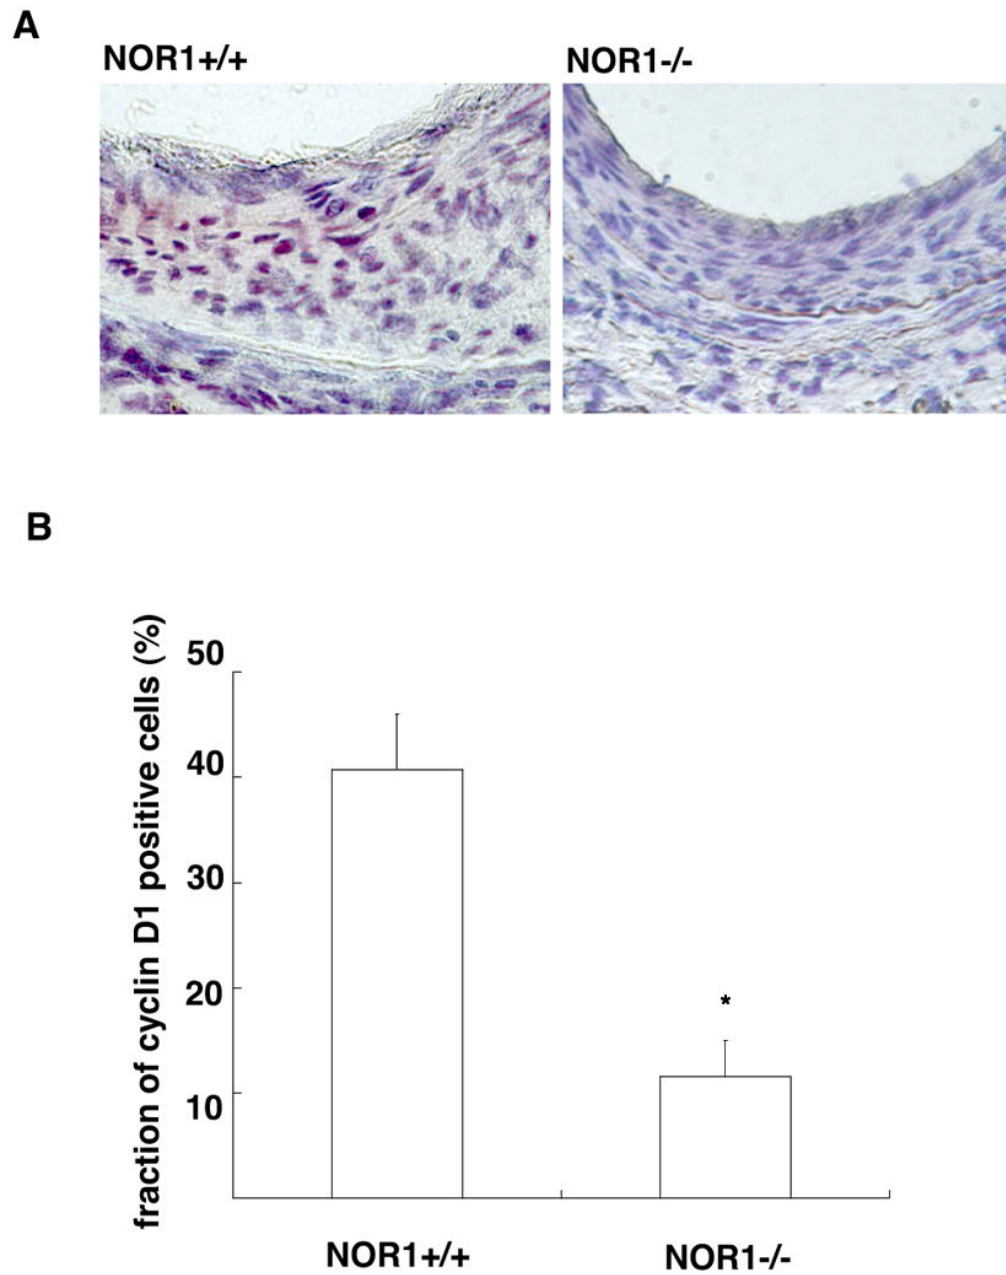 A
NOR1+/+
NOR1-/-
B
fraction of cyclin D1 positive cells (%)
50
40
30
20
10
*
NOR1+/+
NOR1-/-